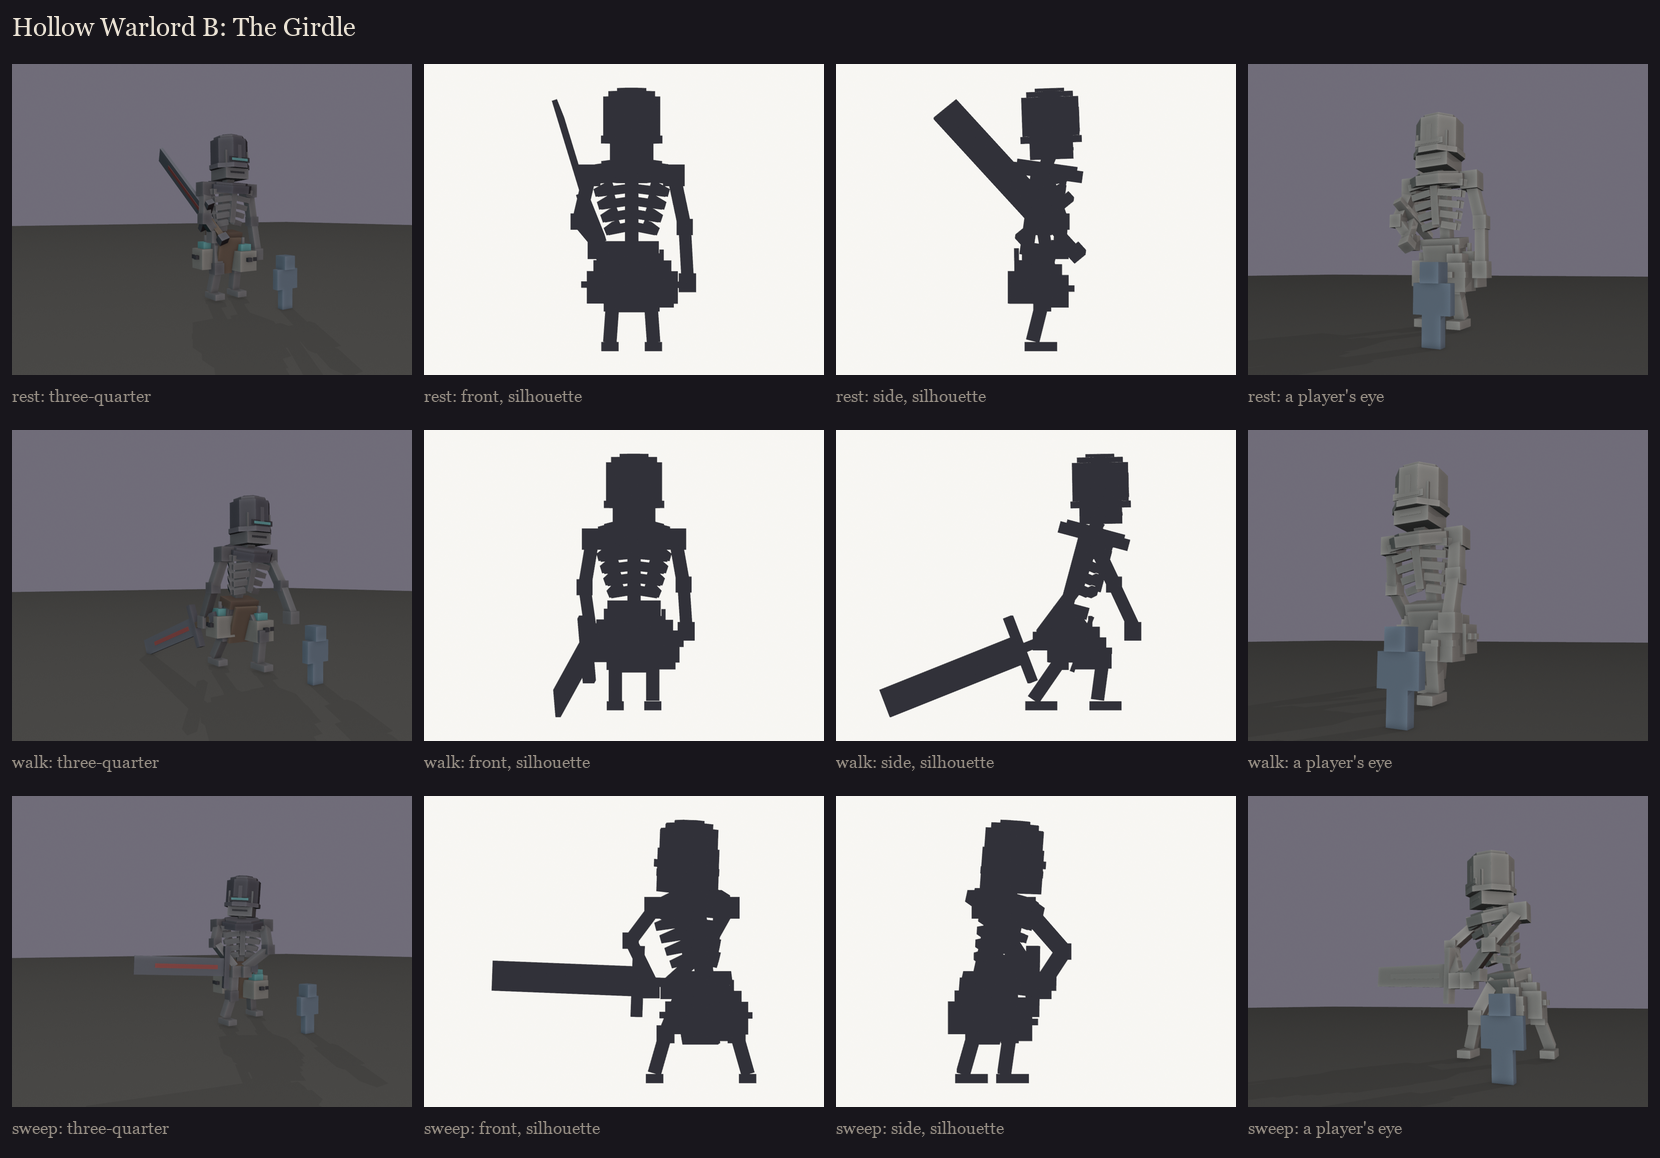 Hollow Warlord B: The Girdle
rest: three-quarter
rest: front, silhouette
rest: side, silhouette
rest: a player's eye
walk: three-quarter
walk: front, silhouette
walk: side, silhouette
walk: a player's eye
sweep: three-quarter
sweep: front, silhouette
sweep: side, silhouette
sweep: a player's eye